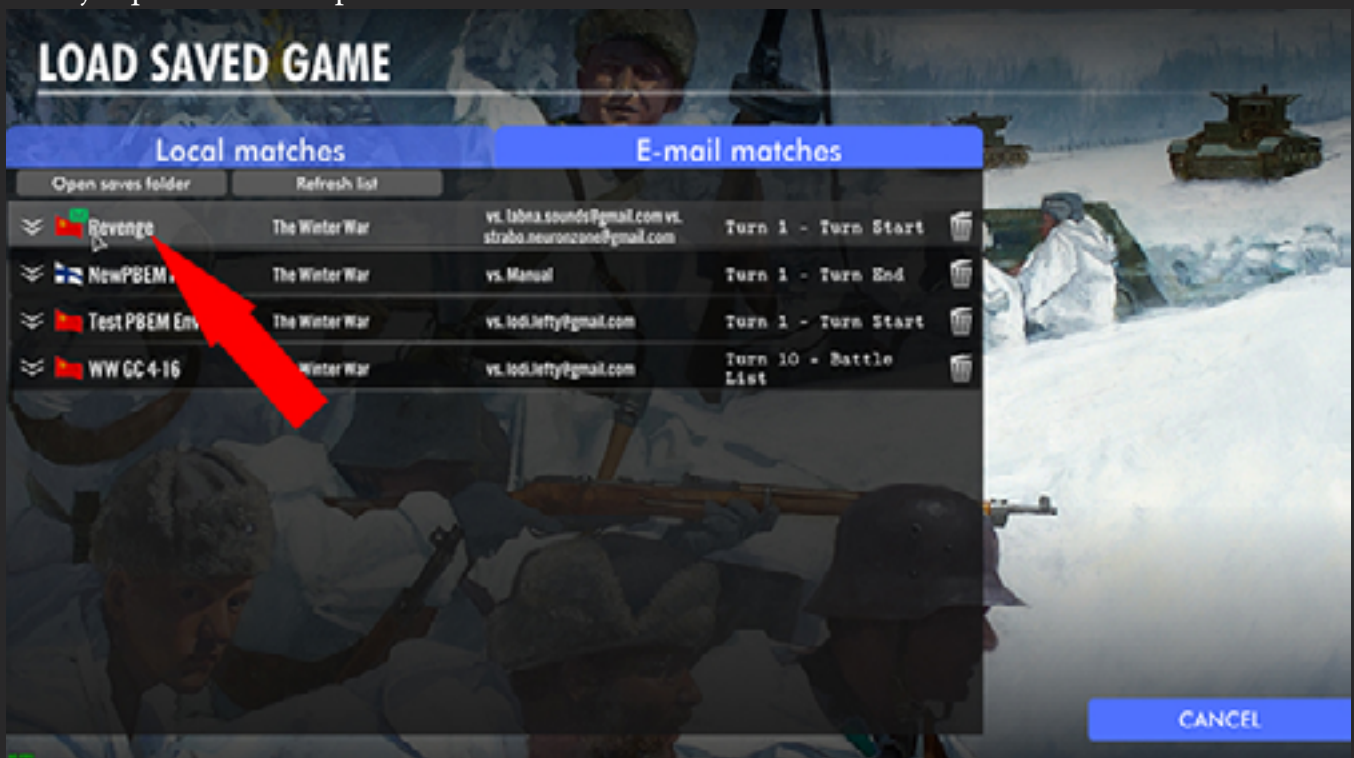 LOAD SAVED GAME
Local matches
E-mail matches
Open saves folder
Refresh list
Revenge
The Winter War
vs. labna.sounds@gmail.com vs.
strabo.neuronzone@gmail.com
Turn 1 - Turn Start
NewPBEM
The Winter War
vs. Manual
Turn 1 - Turn End
Test PBEM
The Winter War
vs. lodi.lefty@gmail.com
Turn 1 - Turn Start
WW GC 4-16
Winter War
vs. lodi.lefty@gmail.com
Turn 10 - Battle
List
CANCEL